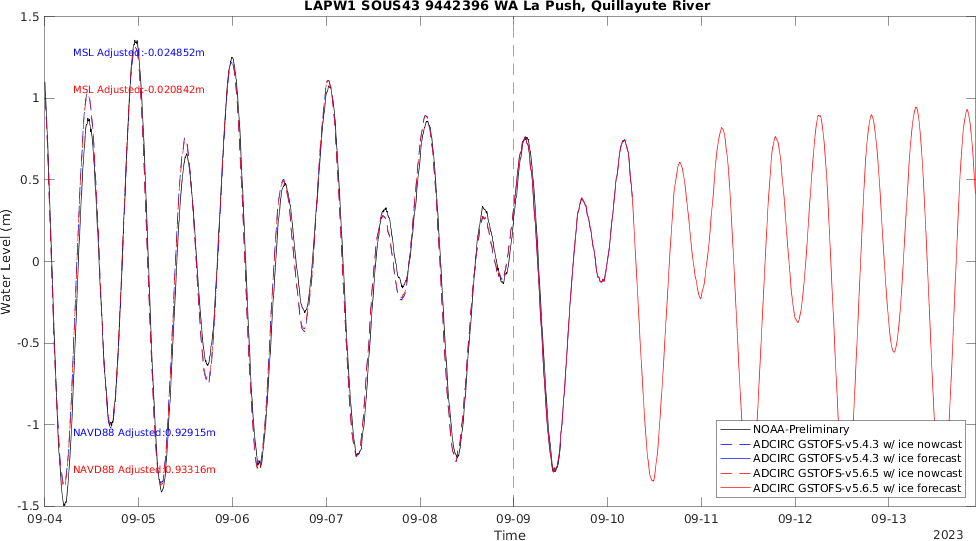 LAPW1 SOUS43 9442396 WA La Push, Quillayute River
1.5
1
0.5
0
-0.5
-1
-1.5
Water Level (m)
MSL Adjusted:-0.024852m
MSL Adjusted:-0.020842m
NAVD88 Adjusted:0.92915m
NAVD88 Adjusted:0.93316m
NOAA-Preliminary
ADCIRC GSTOFS-v5.4.3 w/ ice nowcast
ADCIRC GSTOFS-v5.4.3 w/ ice forecast
ADCIRC GSTOFS-v5.6.5 w/ ice nowcast
ADCIRC GSTOFS-v5.6.5 w/ ice forecast
09-04 09-05 09-06 09-07 09-08 09-09 09-10 09-11 09-12 09-13
Time
2023